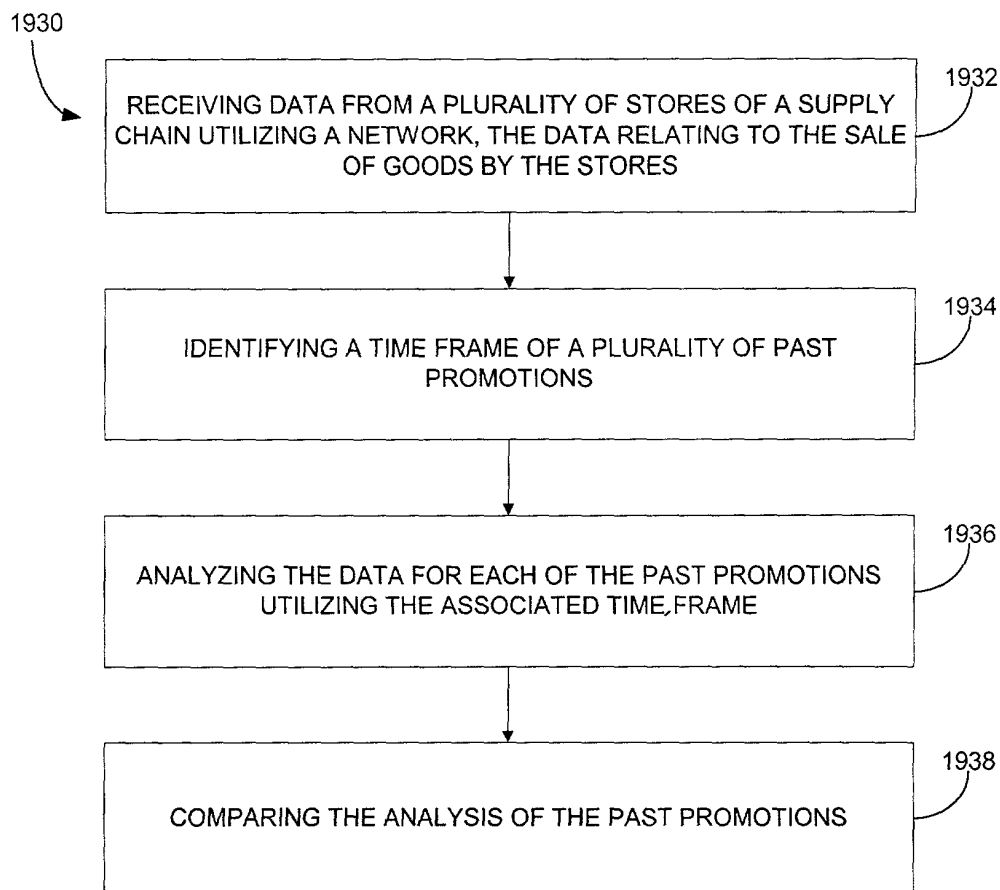 1930
1932
RECEIVING DATA FROM A PLURALITY OF STORES OF A SUPPLY
CHAIN UTILIZING A NETWORK, THE DATA RELATING TO THE SALE
OF GOODS BY THE STORES
1934
IDENTIFYING A TIME FRAME OF A PLURALITY OF PAST
PROMOTIONS
1936
ANALYZING THE DATA FOR EACH OF THE PAST PROMOTIONS
UTILIZING THE ASSOCIATED TIME FRAME
1938
COMPARING THE ANALYSIS OF THE PAST PROMOTIONS